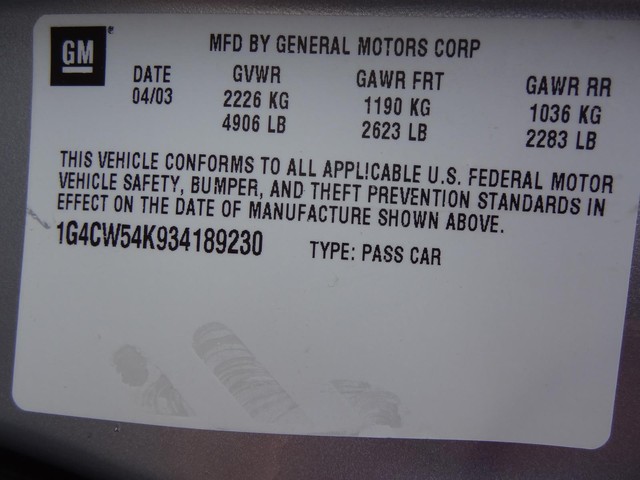 GM
MFD BY GENERAL MOTORS CORP
DATE GVWR GAWR FRT GAWR RR
04/03 2226 KG 1190 KG 1036 KG
4906 LB 2623 LB 2283 LB
THIS VEHICLE CONFORMS TO ALL APPL!CABLE U.S. FEDERAL MOTOR
VEHICLE SAFETY, BUMPER, AND THEFT PREVENTION STANDARDS IN
EFFECT ON THE DATE OF MANUFACTURE SHOWN ABOVE.
1G4CW54K934189230 TYPE: PASS CAR